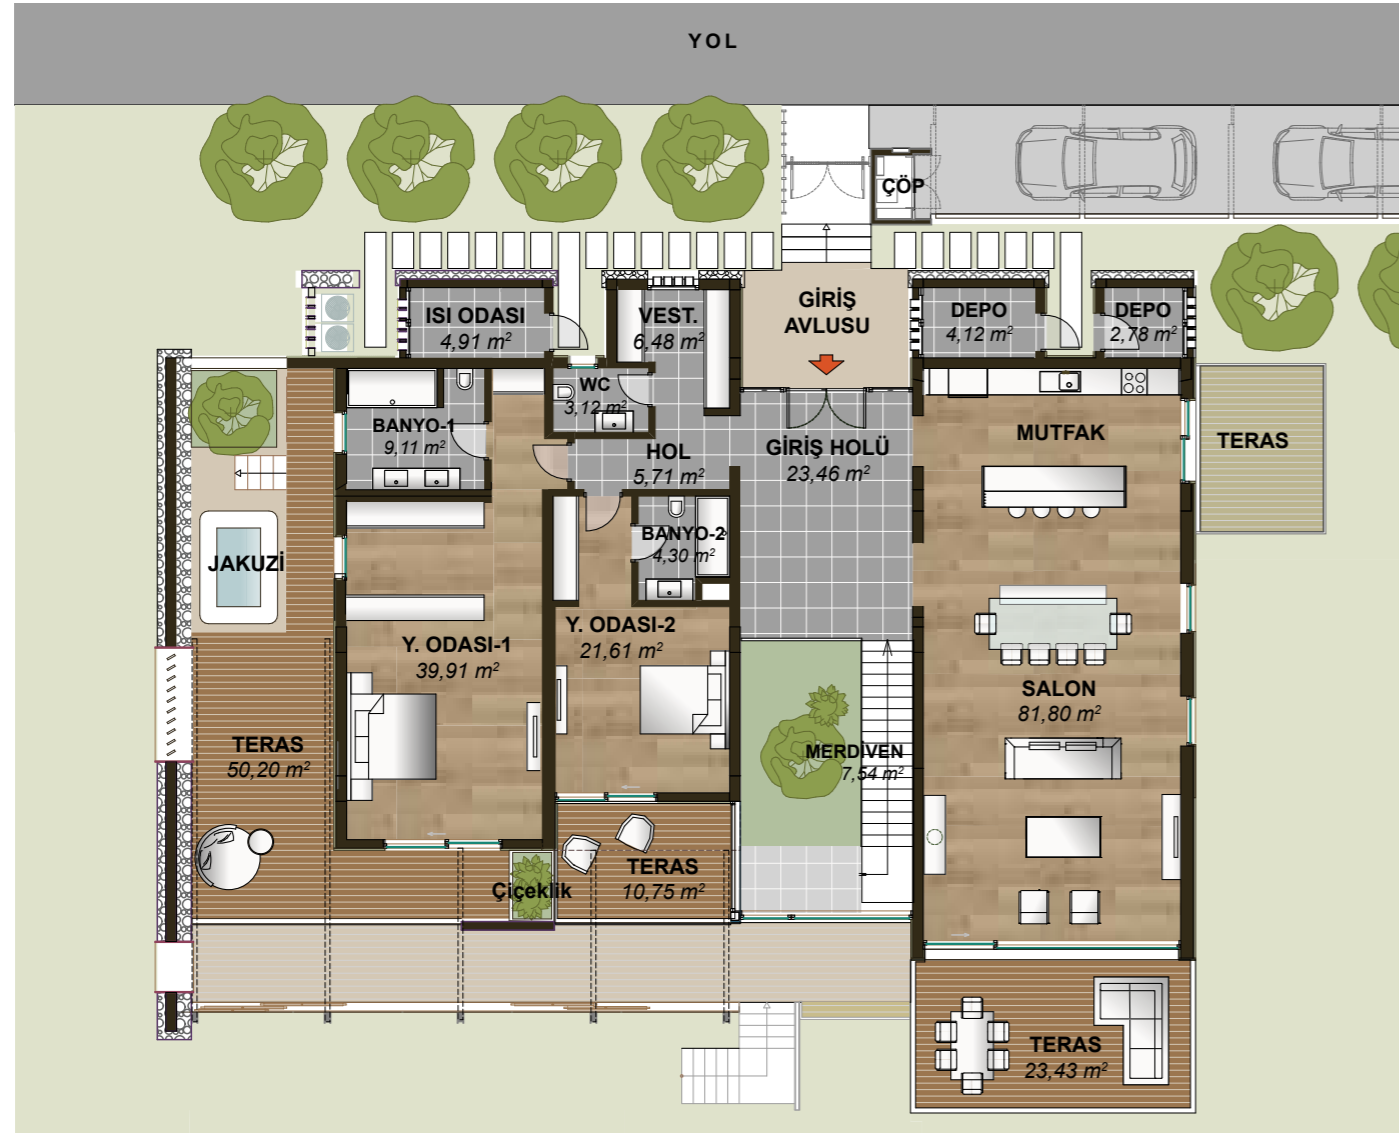 YOL
ÇÖP
GİRİŞ
AVLUSU
ISI ODASI
4,91 m²
VEST.
6,48 m²
DEPO
4,12 m²
DEPO
2,78 m²
WC
3,12 m²
BANYO-1
9,11 m²
HOL
5,71 m²
GİRİŞ HOLÜ
23,46 m²
MUTFAK
TERAS
BANYO-2
4,30 m²
JAKUZİ
Y. ODASI-1
39,91 m²
Y. ODASI-2
21,61 m²
SALON
81,80 m²
TERAS
50,20 m²
MERDİVEN
7,54 m²
Çiçeklik
TERAS
10,75 m²
TERAS
23,43 m²